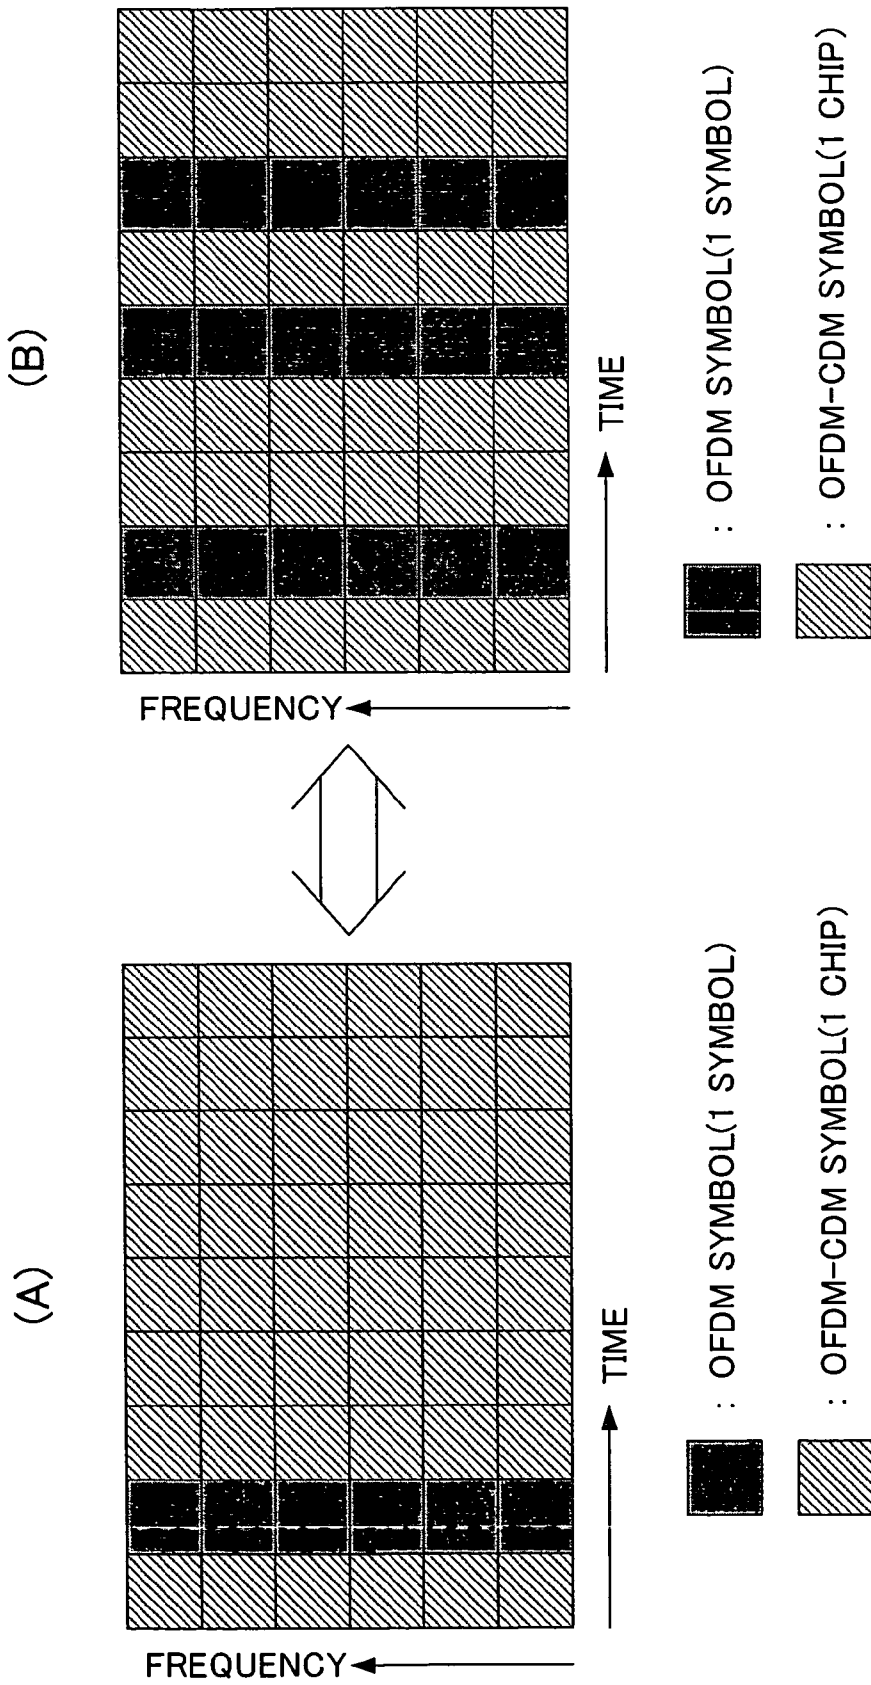 (B)
FREQUENCY
TIME
: OFDM SYMBOL(1 SYMBOL)
: OFDM-CDM SYMBOL(1 CHIP)
(A)
FREQUENCY
TIME
: OFDM SYMBOL(1 SYMBOL)
: OFDM-CDM SYMBOL(1 CHIP)